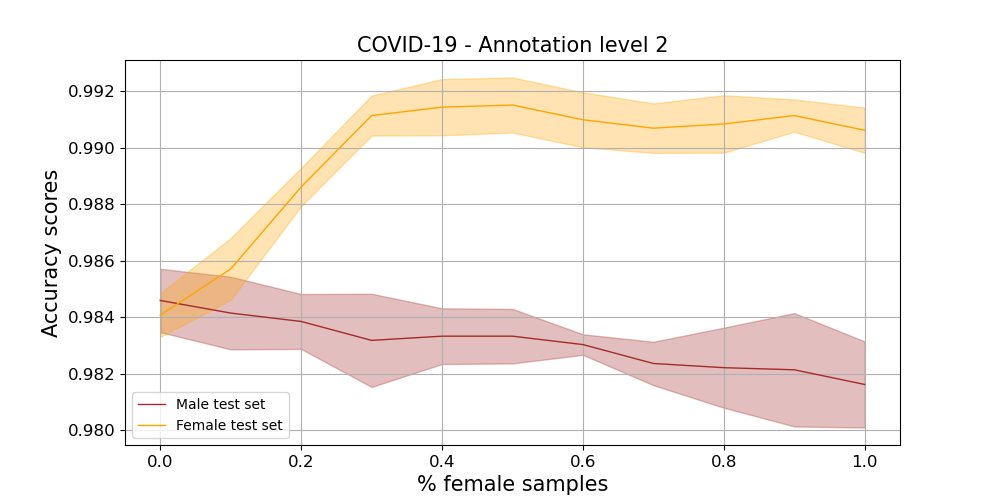 COVID-19 - Annotation level 2
Accuracy scores
0.992
0.990
0.988
0.986
0.984
0.982
0.980
Male test set
Female test set
0.0 0.2 0.4 0.6 0.8 1.0
% female samples